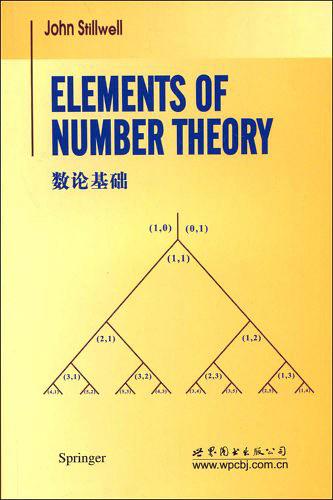 John Stillwell
ELEMENTS OF
NUMBER THEORY
数论基础
(1,0) (0,1)
(1,1)
(2,1) (1,2)
(3,1) (3,2) (2,3) (1,3)
Springer
世界图书出版公司
www.wpcbj.com.cn